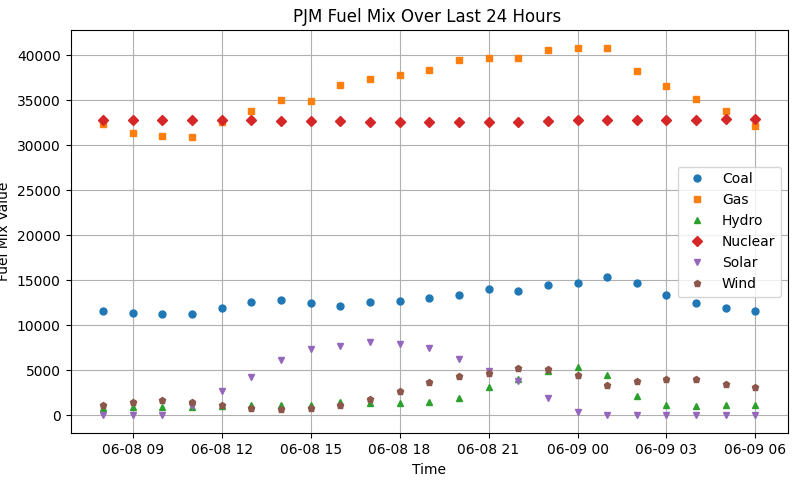 PJM Fuel Mix Over Last 24 Hours
40000
35000
30000
25000
20000
15000
10000
5000
0
Fuel Mix Value
Coal
Gas
Hydro
Nuclear
Solar
Wind
06-08 09
06-08 12
06-08 15
06-08 18
06-08 21
06-09 00
06-09 03
06-09 06
Time